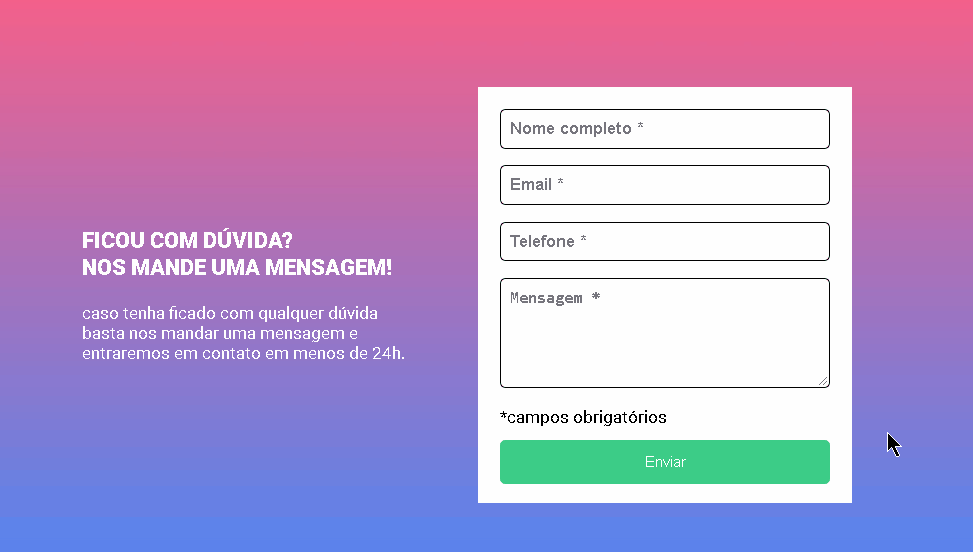 FICOU COM DÚVIDA?
NOS MANDE UMA MENSAGEM!
caso tenha ficado com qualquer dúvida
basta nos mandar uma mensagem e
entraremos em contato em menos de 24h.
Nome completo *
Email *
Telefone *
Mensagem *
*campos obrigatórios
Enviar